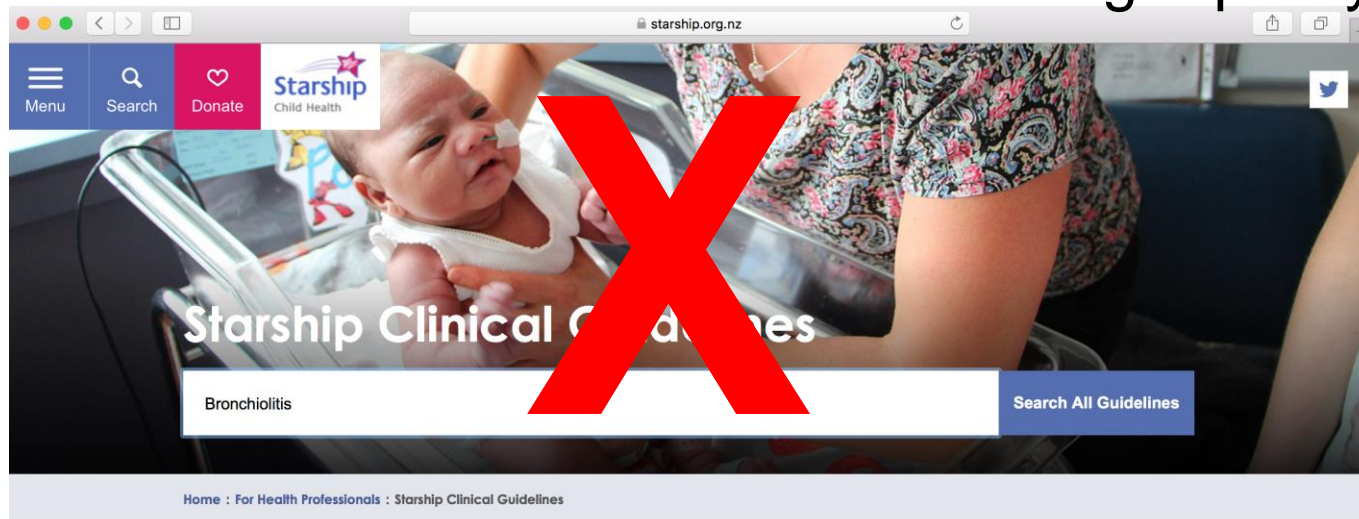 starship.org.nz
Menu
Search
Donate
Starship
Child Health
Starship Clinical Guidelines
X
Bronchiolitis
Search All Guidelines
Home : For Health Professionals : Starship Clinical Guidelines